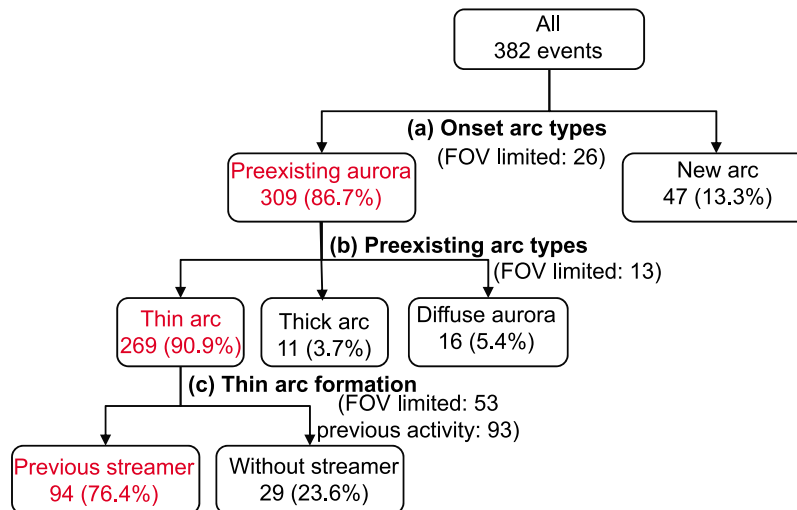 All
382 events
(a) Onset arc types
(FOV limited: 26)
Preexisting aurora
309 (86.7%)
New arc
47 (13.3%)
(b) Preexisting arc types
(FOV limited: 13)
Thin arc
269 (90.9%)
Thick arc
11 (3.7%)
Diffuse aurora
16 (5.4%)
(c) Thin arc formation
(FOV limited: 53
previous activity: 93)
Previous streamer
94 (76.4%)
Without streamer
29 (23.6%)